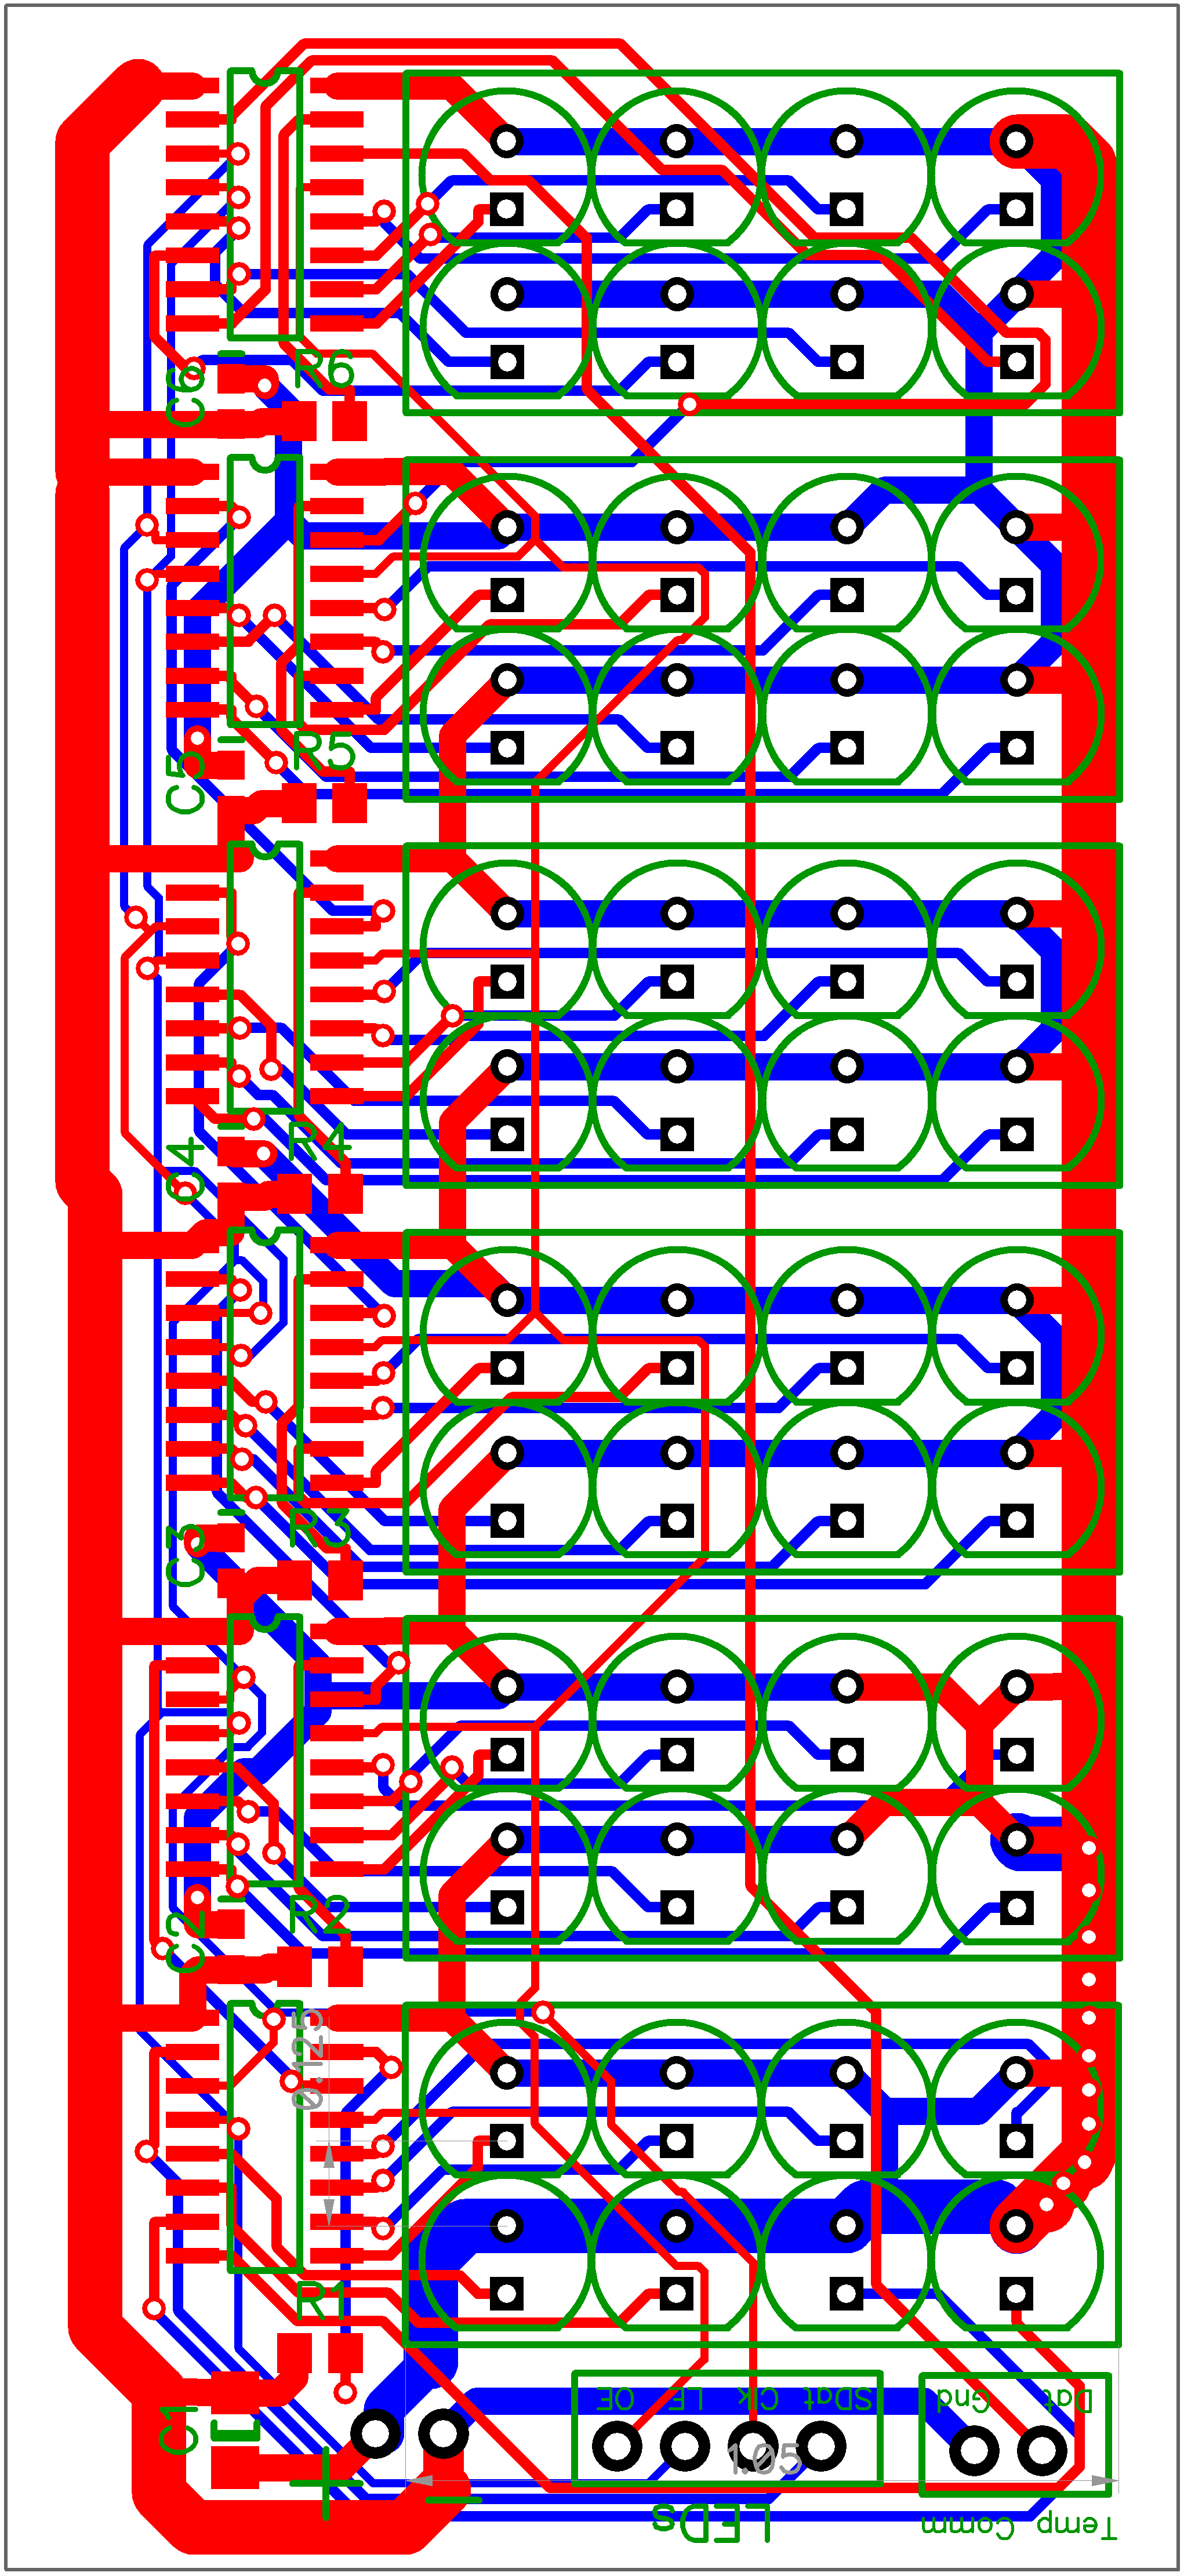 R6
C6
R5
C5
R4
C4
R3
C3
R2
C2
0.125
R1
OE LE Clk SDat
Gnd Dat
C1
1.05
+ -
LEDs
Temp Comm